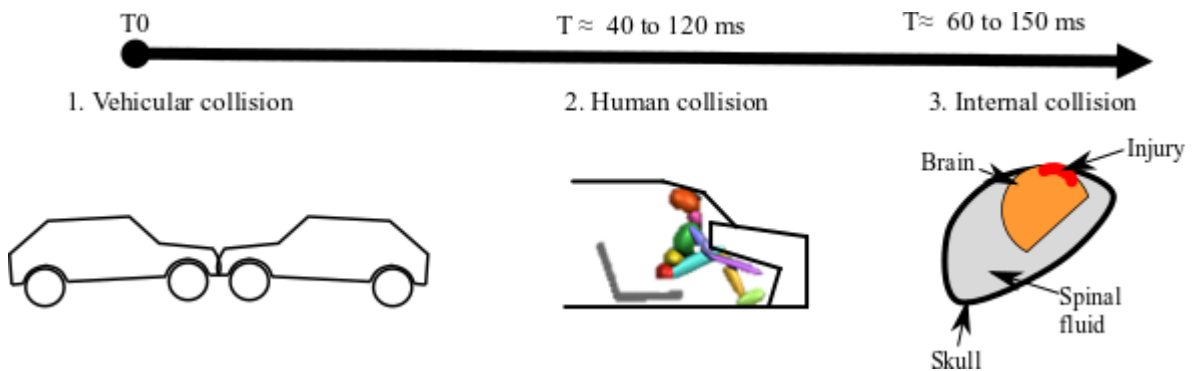 T0
T ≈ 40 to 120 ms
T≈ 60 to 150 ms
1. Vehicular collision
2. Human collision
3. Internal collision
Brain
Injury
Spinal
fluid
Skull